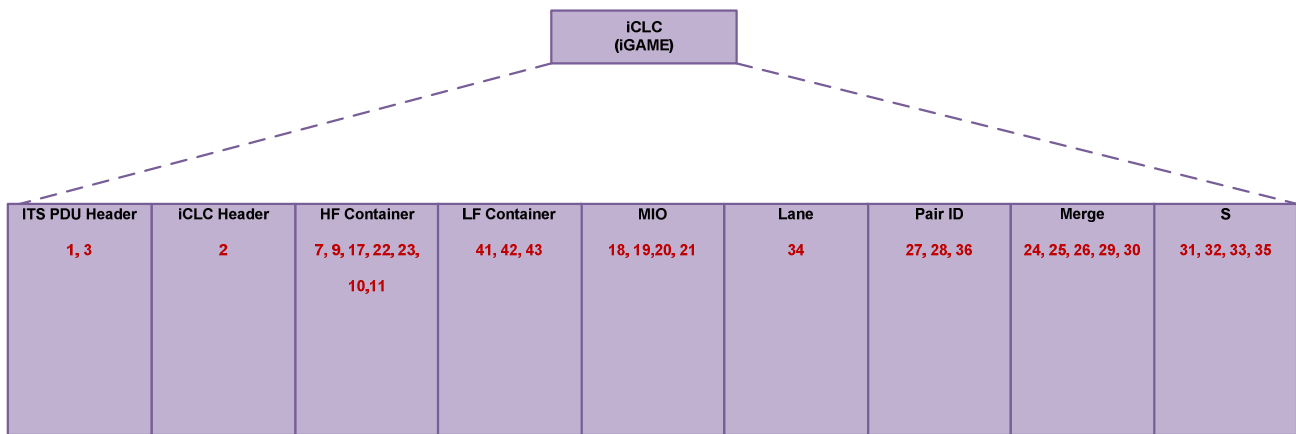 iCLC
(iGAME)
ITS PDU Header
1, 3
iCLC Header
2
HF Container
7, 9, 17, 22, 23,
10,11
LF Container
41, 42, 43
MIO
18, 19,20, 21
Lane
34
Pair ID
27, 28, 36
Merge
24, 25, 26, 29, 30
S
31, 32, 33, 35